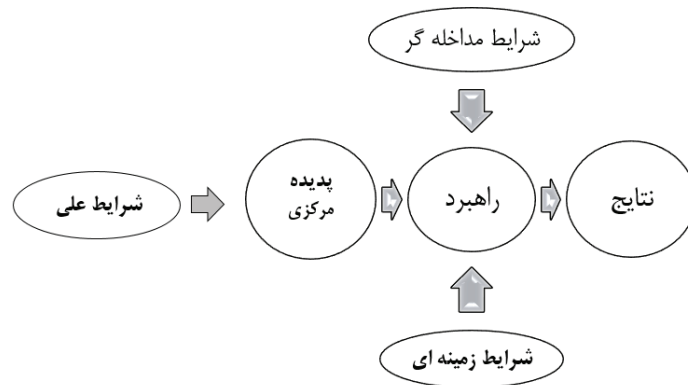 شرایط مداخله گر
پدیده
مرکزی
راهبرد
نتایج
شرایط علی
شرایط زمینه ای